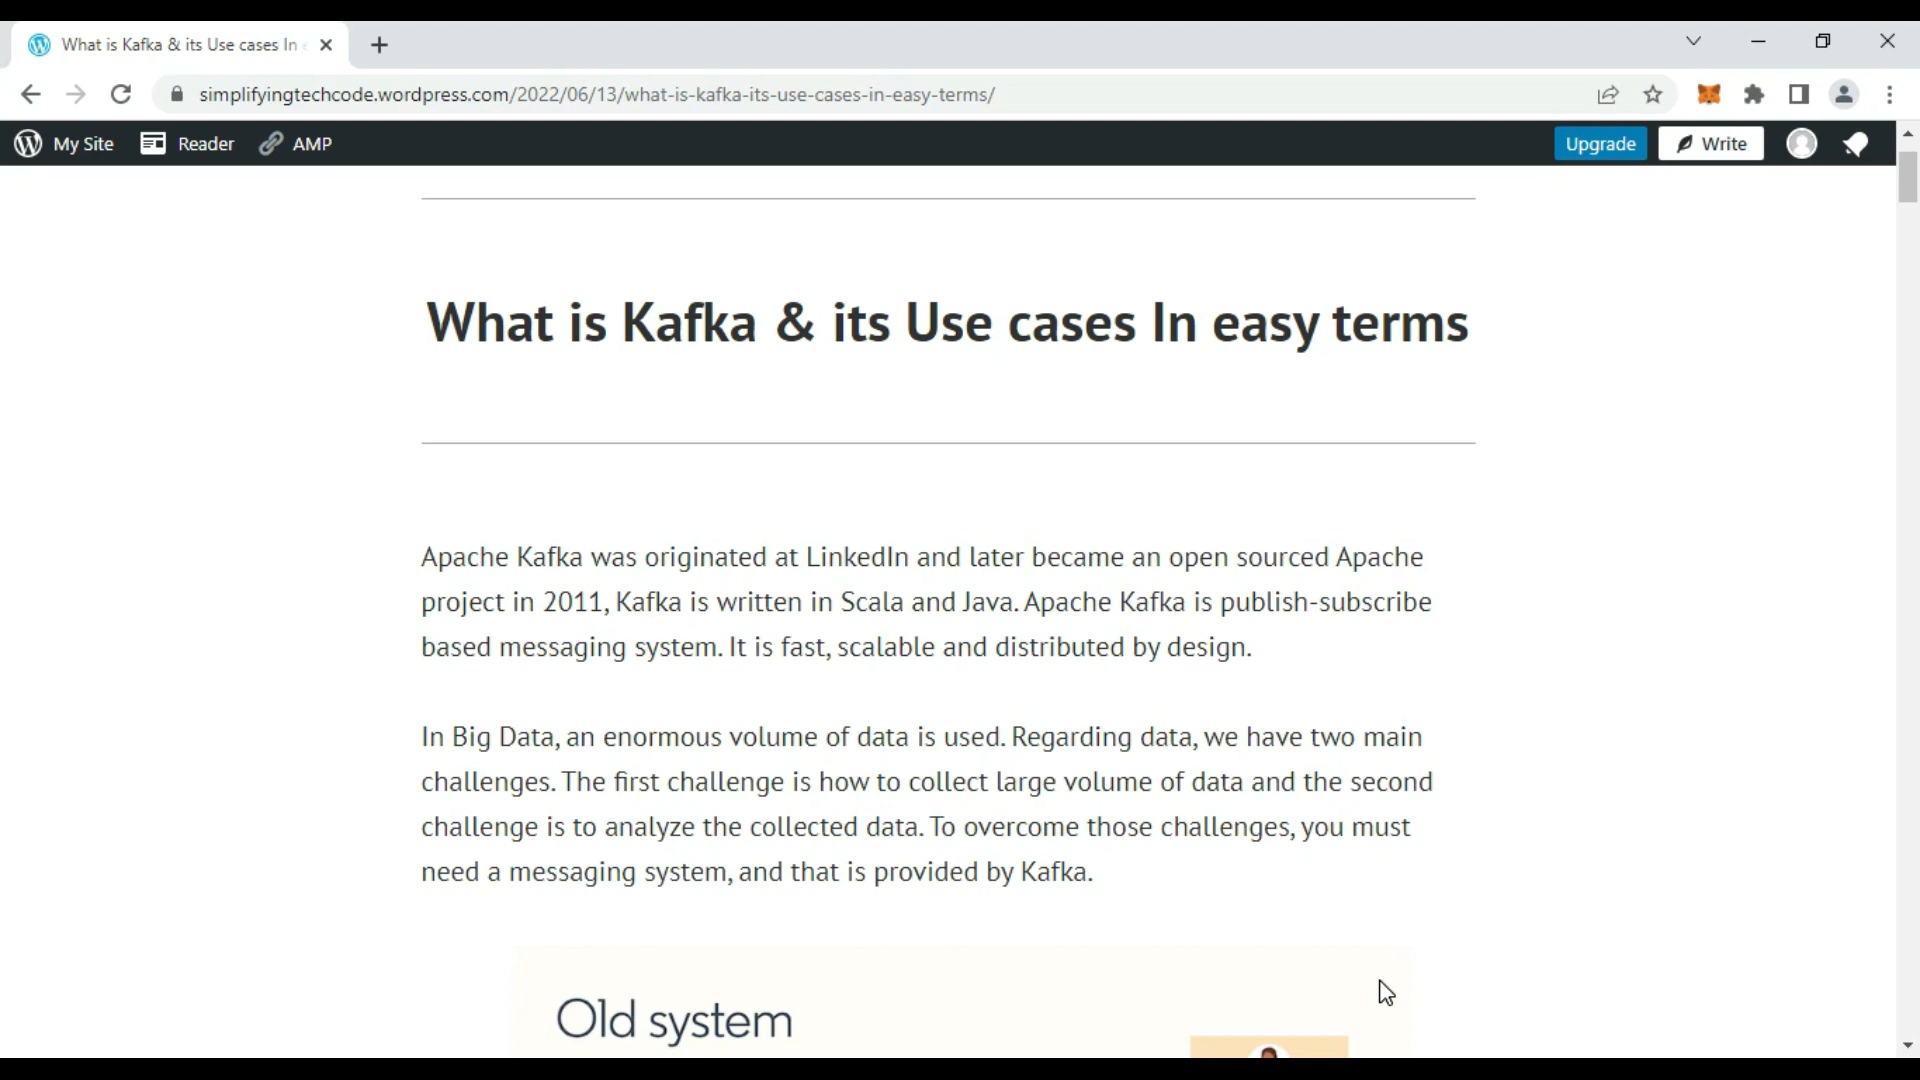 What is Kafka & its Use cases In
simplifyingtechcode.wordpress.com/2022/06/13/what-is-kafka-its-use-cases-in-easy-terms/
My Site Reader AMP Upgrade Write
What is Kafka & its Use cases In easy terms
Apache Kafka was originated at LinkedIn and later became an open sourced Apache
project in 2011, Kafka is written in Scala and Java. Apache Kafka is publish-subscribe
based messaging system. It is fast, scalable and distributed by design.
In Big Data, an enormous volume of data is used. Regarding data, we have two main
challenges. The first challenge is how to collect large volume of data and the second
challenge is to analyze the collected data. To overcome those challenges, you must
need a messaging system, and that is provided by Kafka.
Old system